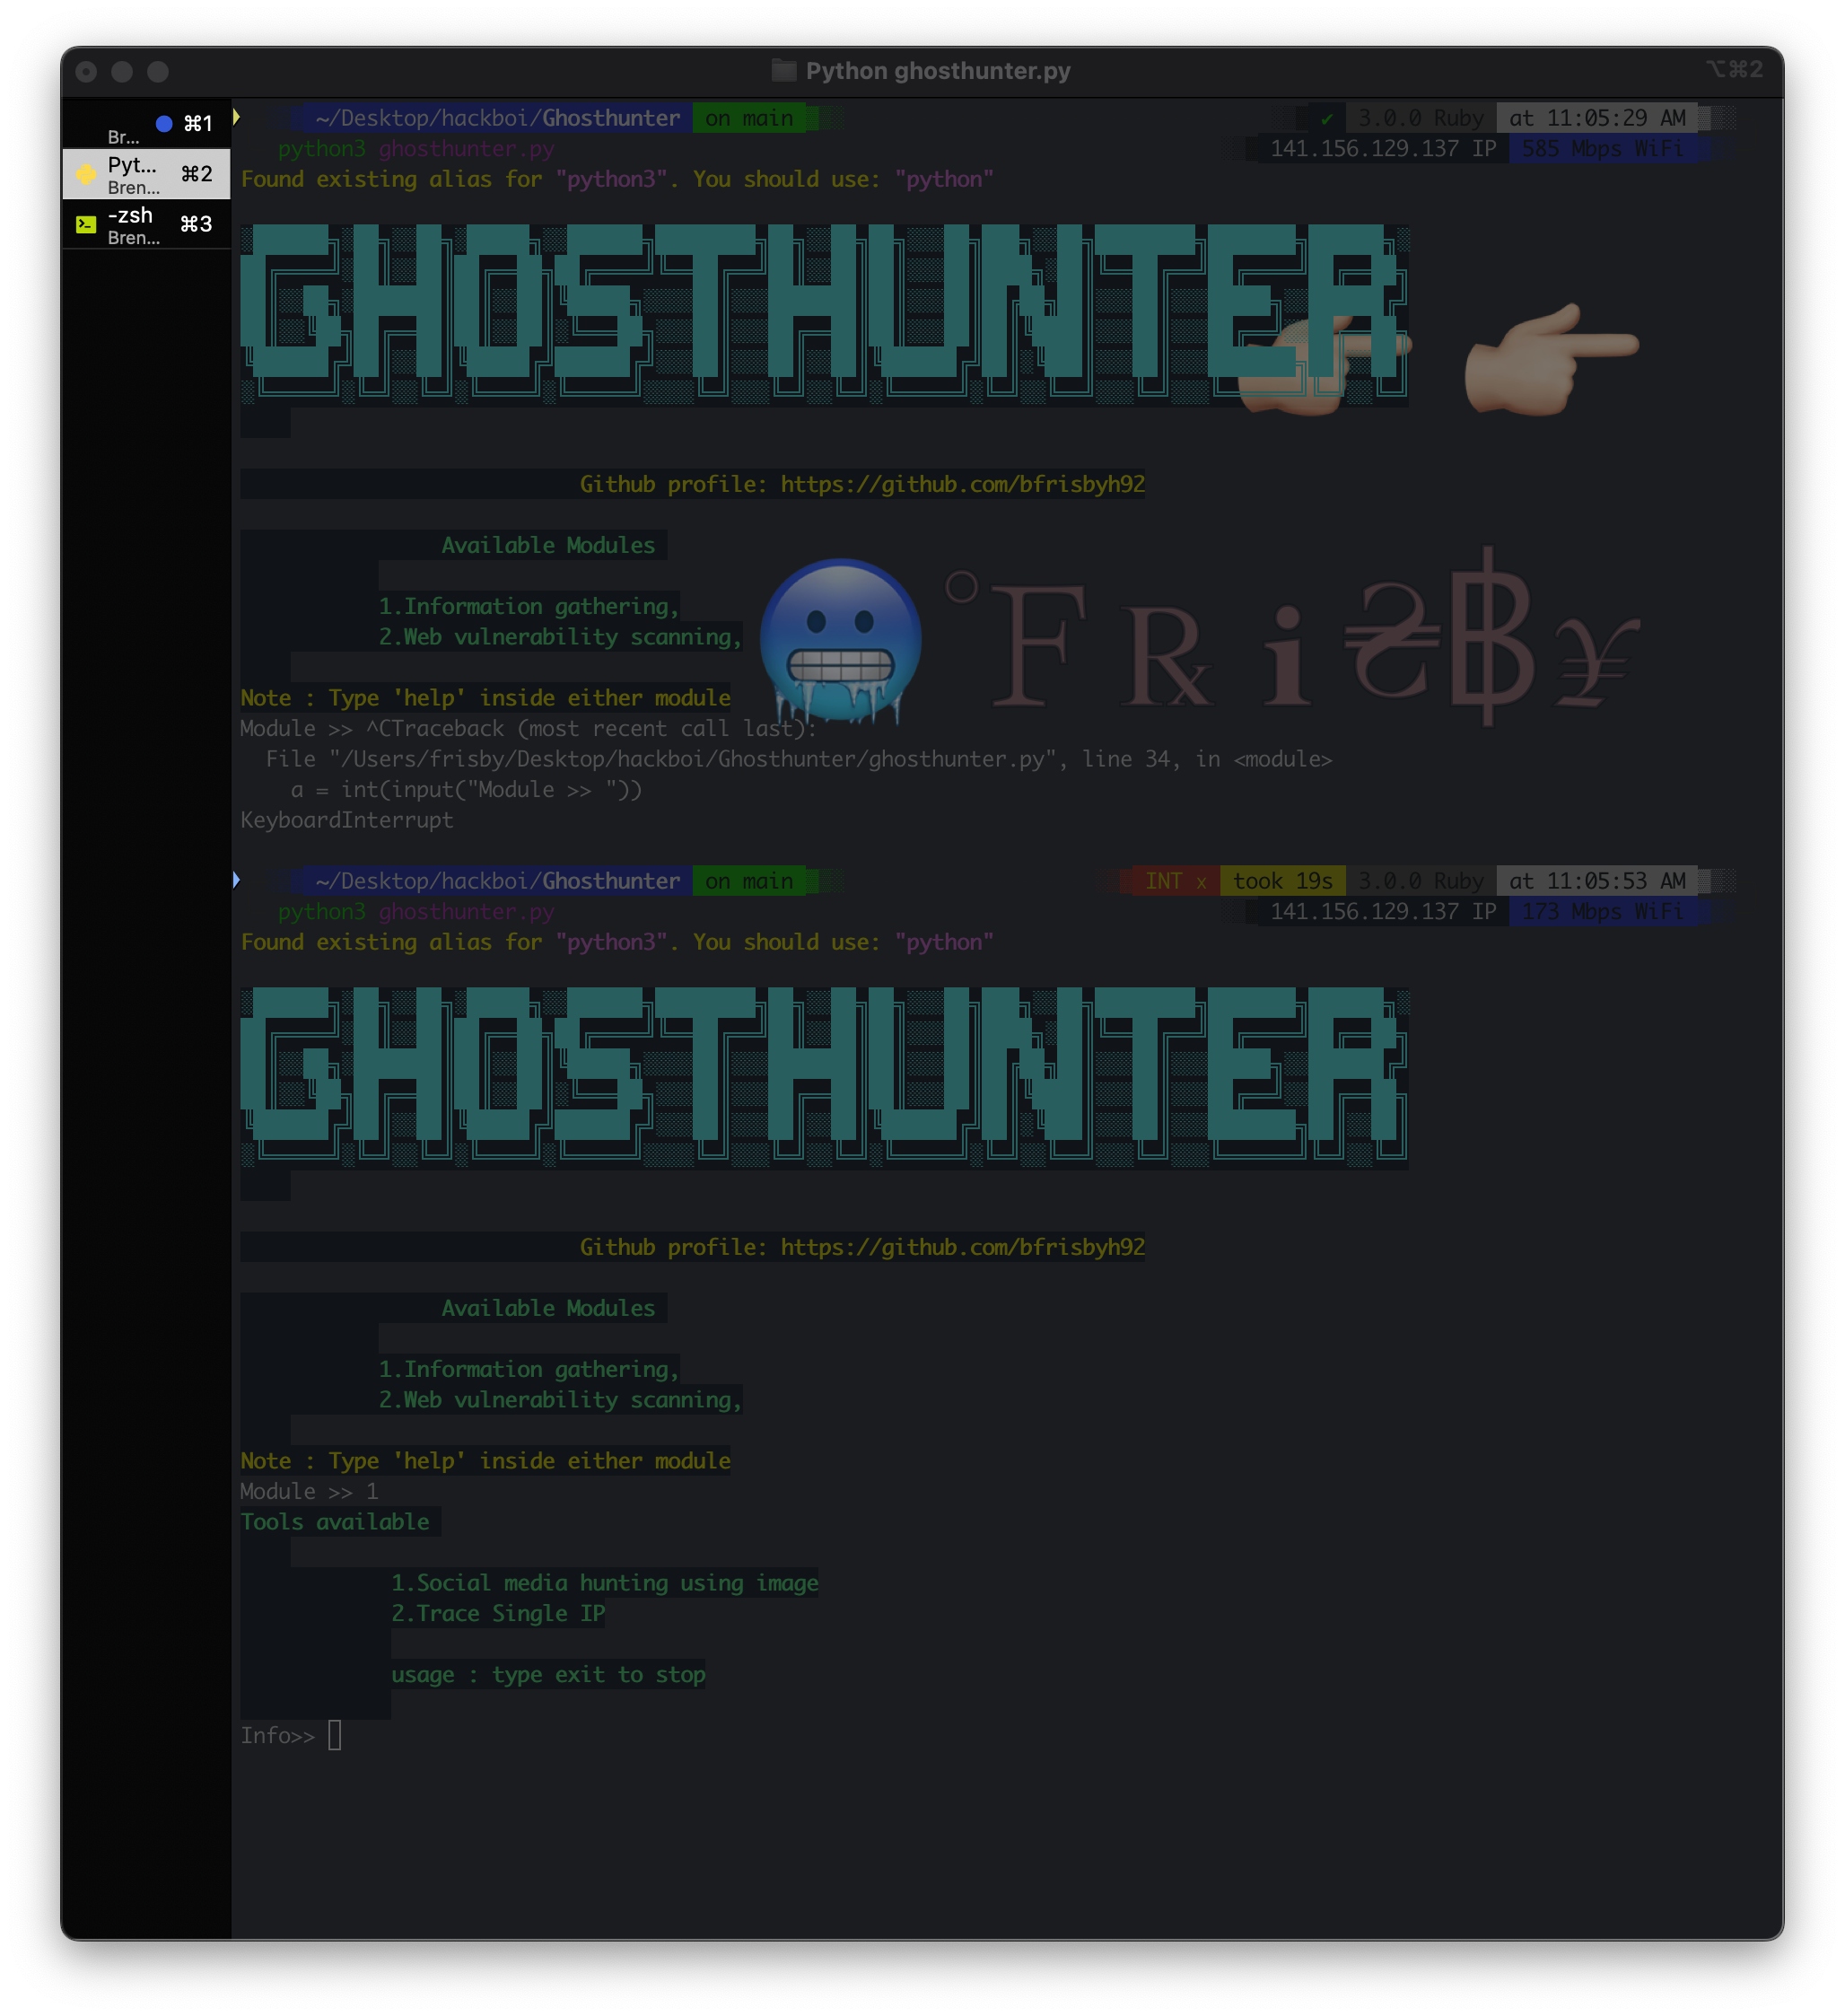 Python ghosthunter.py ⌥⌘2
Br... ⌘1
Pyt... ⌘2
Bren...
-zsh ⌘3
Bren...
~/Desktop/hackboi/Ghosthunter on main ✔ 3.0.0 Ruby at 11:05:29 AM
python3 ghosthunter.py 141.156.129.137 IP 585 Mbps WiFi
Found existing alias for "python3". You should use: "python"
GHOSTHUNTER
Github profile: https://github.com/bfrisbyh92
Available Modules
1.Information gathering,
2.Web vulnerability scanning,
°F℞i₴฿¥
Note : Type 'help' inside either module
Module >> ^CTraceback (most recent call last):
File "/Users/frisby/Desktop/hackboi/Ghosthunter/ghosthunter.py", line 34, in <module>
a = int(input("Module >> "))
KeyboardInterrupt
~/Desktop/hackboi/Ghosthunter on main INT x took 19s 3.0.0 Ruby at 11:05:53 AM
python3 ghosthunter.py 141.156.129.137 IP 173 Mbps WiFi
Found existing alias for "python3". You should use: "python"
GHOSTHUNTER
Github profile: https://github.com/bfrisbyh92
Available Modules
1.Information gathering,
2.Web vulnerability scanning,
Note : Type 'help' inside either module
Module >> 1
Tools available
1.Social media hunting using image
2.Trace Single IP
usage : type exit to stop
Info>>